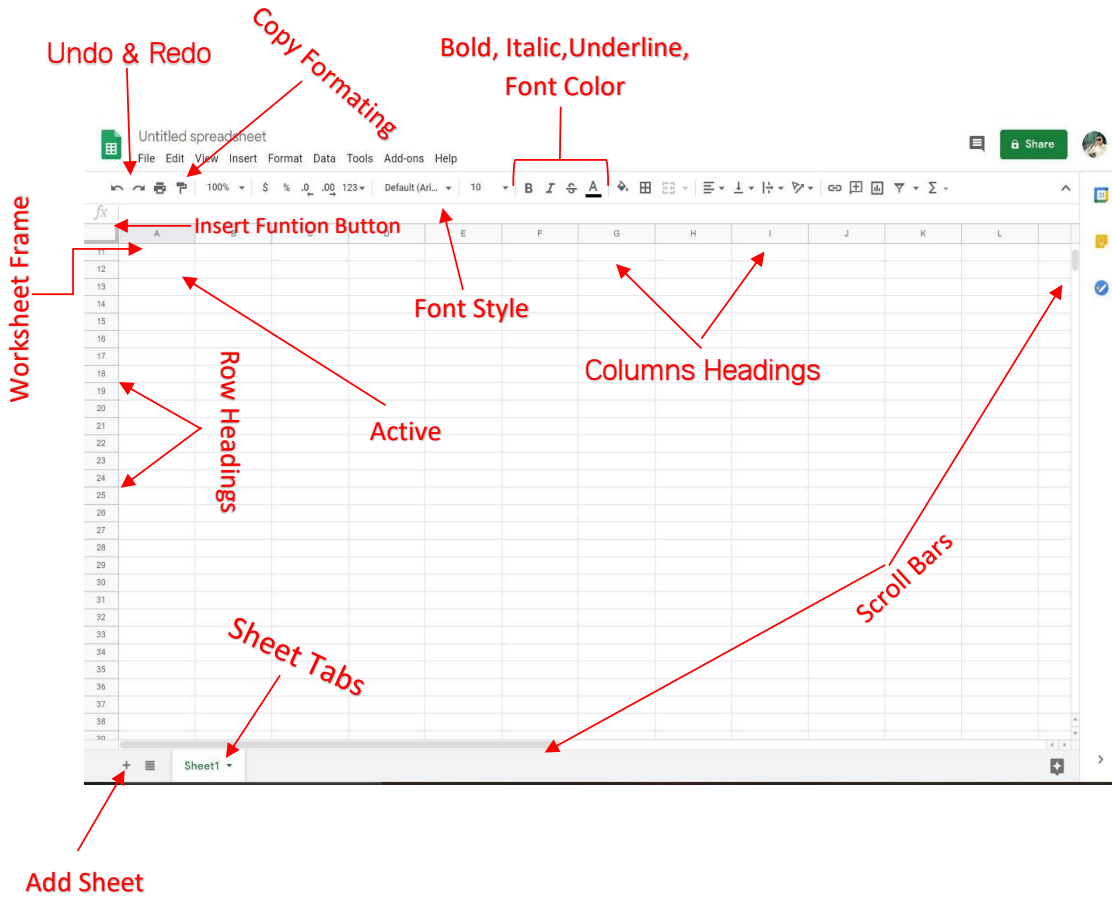 Undo & Redo
Copy Formating
Bold, Italic,Underline,
Font Color
Untitled spreadsheet
File Edit View Insert Format Data Tools Add-ons Help
Share
100% $ % .0 .00 123 Default (Ari... 10 B I S A
31
fx
Insert Funtion Button
A B C D E F G H I J K L
Worksheet Frame
11
12
13
14
Font Style
15
16
17
18
Columns Headings
19
20
21
Active
22
23
24
25
Row Headings
26
27
28
29
30
31
Scroll Bars
32
33
34
35
Sheet Tabs
36
37
38
39
Sheet1
Add Sheet